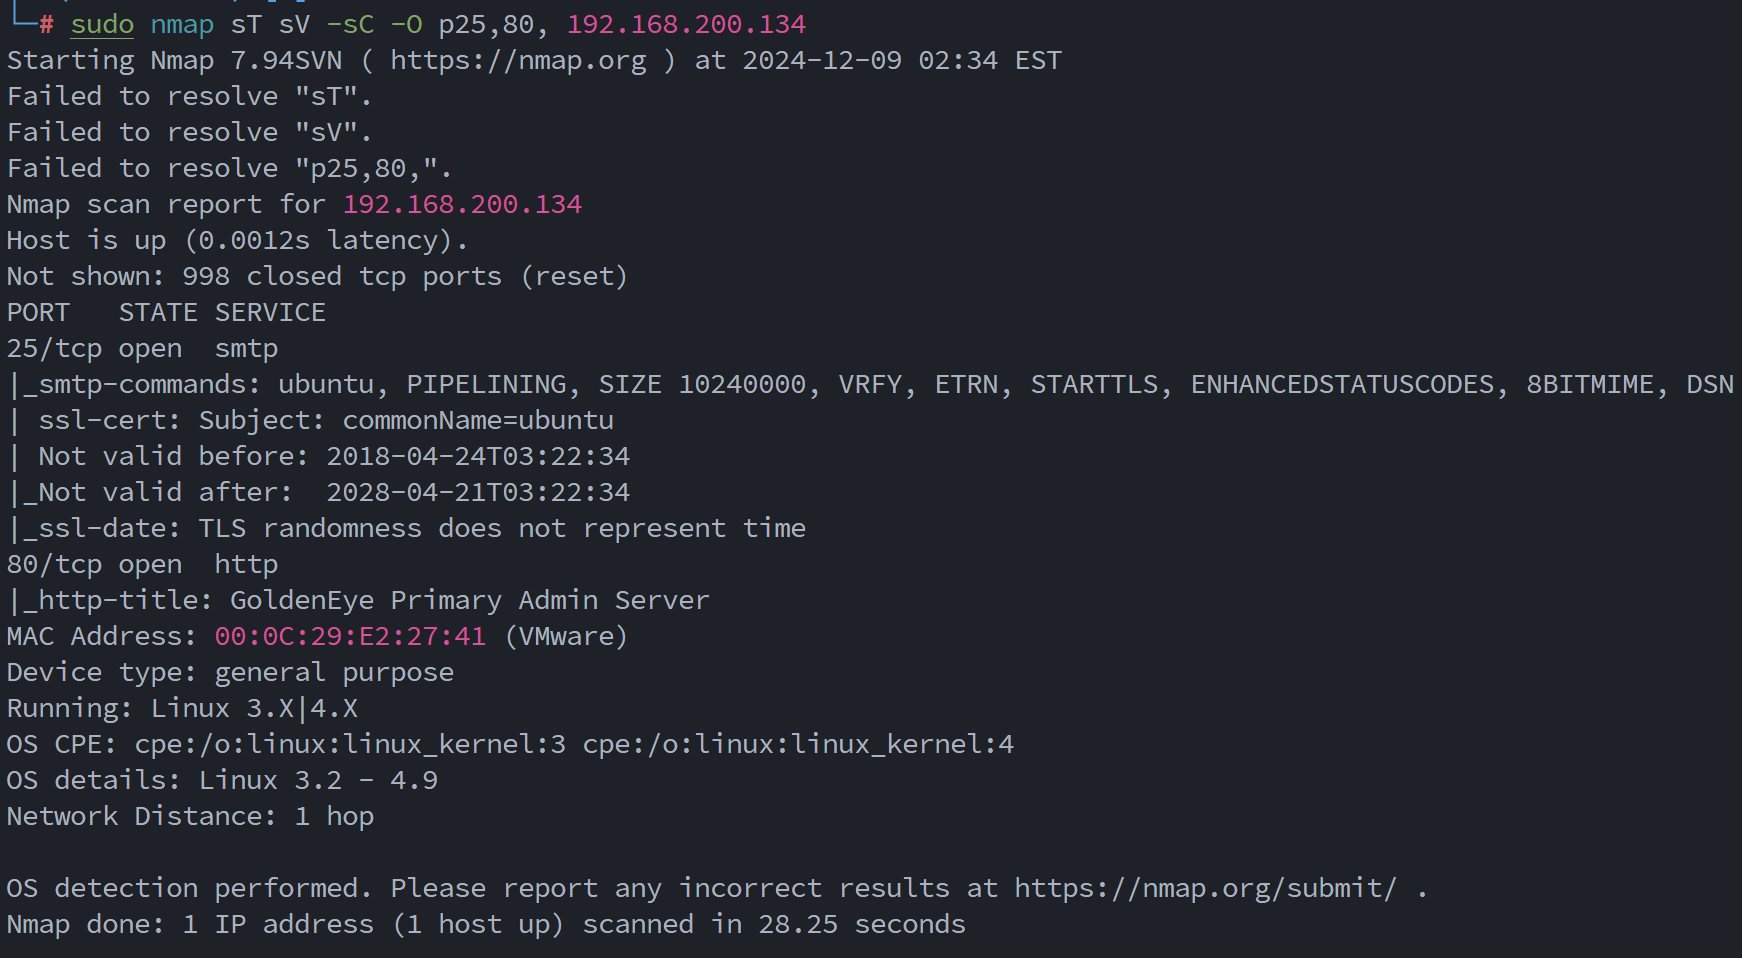 └─# sudo nmap sT sV -sC -O p25,80, 192.168.200.134
Starting Nmap 7.94SVN ( https://nmap.org ) at 2024-12-09 02:34 EST
Failed to resolve "sT".
Failed to resolve "sV".
Failed to resolve "p25,80,".
Nmap scan report for 192.168.200.134
Host is up (0.0012s latency).
Not shown: 998 closed tcp ports (reset)
PORT   STATE SERVICE
25/tcp open  smtp
|_smtp-commands: ubuntu, PIPELINING, SIZE 10240000, VRFY, ETRN, STARTTLS, ENHANCEDSTATUSCODES, 8BITMIME, DSN
| ssl-cert: Subject: commonName=ubuntu
| Not valid before: 2018-04-24T03:22:34
|_Not valid after:  2028-04-21T03:22:34
|_ssl-date: TLS randomness does not represent time
80/tcp open  http
|_http-title: GoldenEye Primary Admin Server
MAC Address: 00:0C:29:E2:27:41 (VMware)
Device type: general purpose
Running: Linux 3.X|4.X
OS CPE: cpe:/o:linux:linux_kernel:3 cpe:/o:linux:linux_kernel:4
OS details: Linux 3.2 - 4.9
Network Distance: 1 hop

OS detection performed. Please report any incorrect results at https://nmap.org/submit/ .
Nmap done: 1 IP address (1 host up) scanned in 28.25 seconds